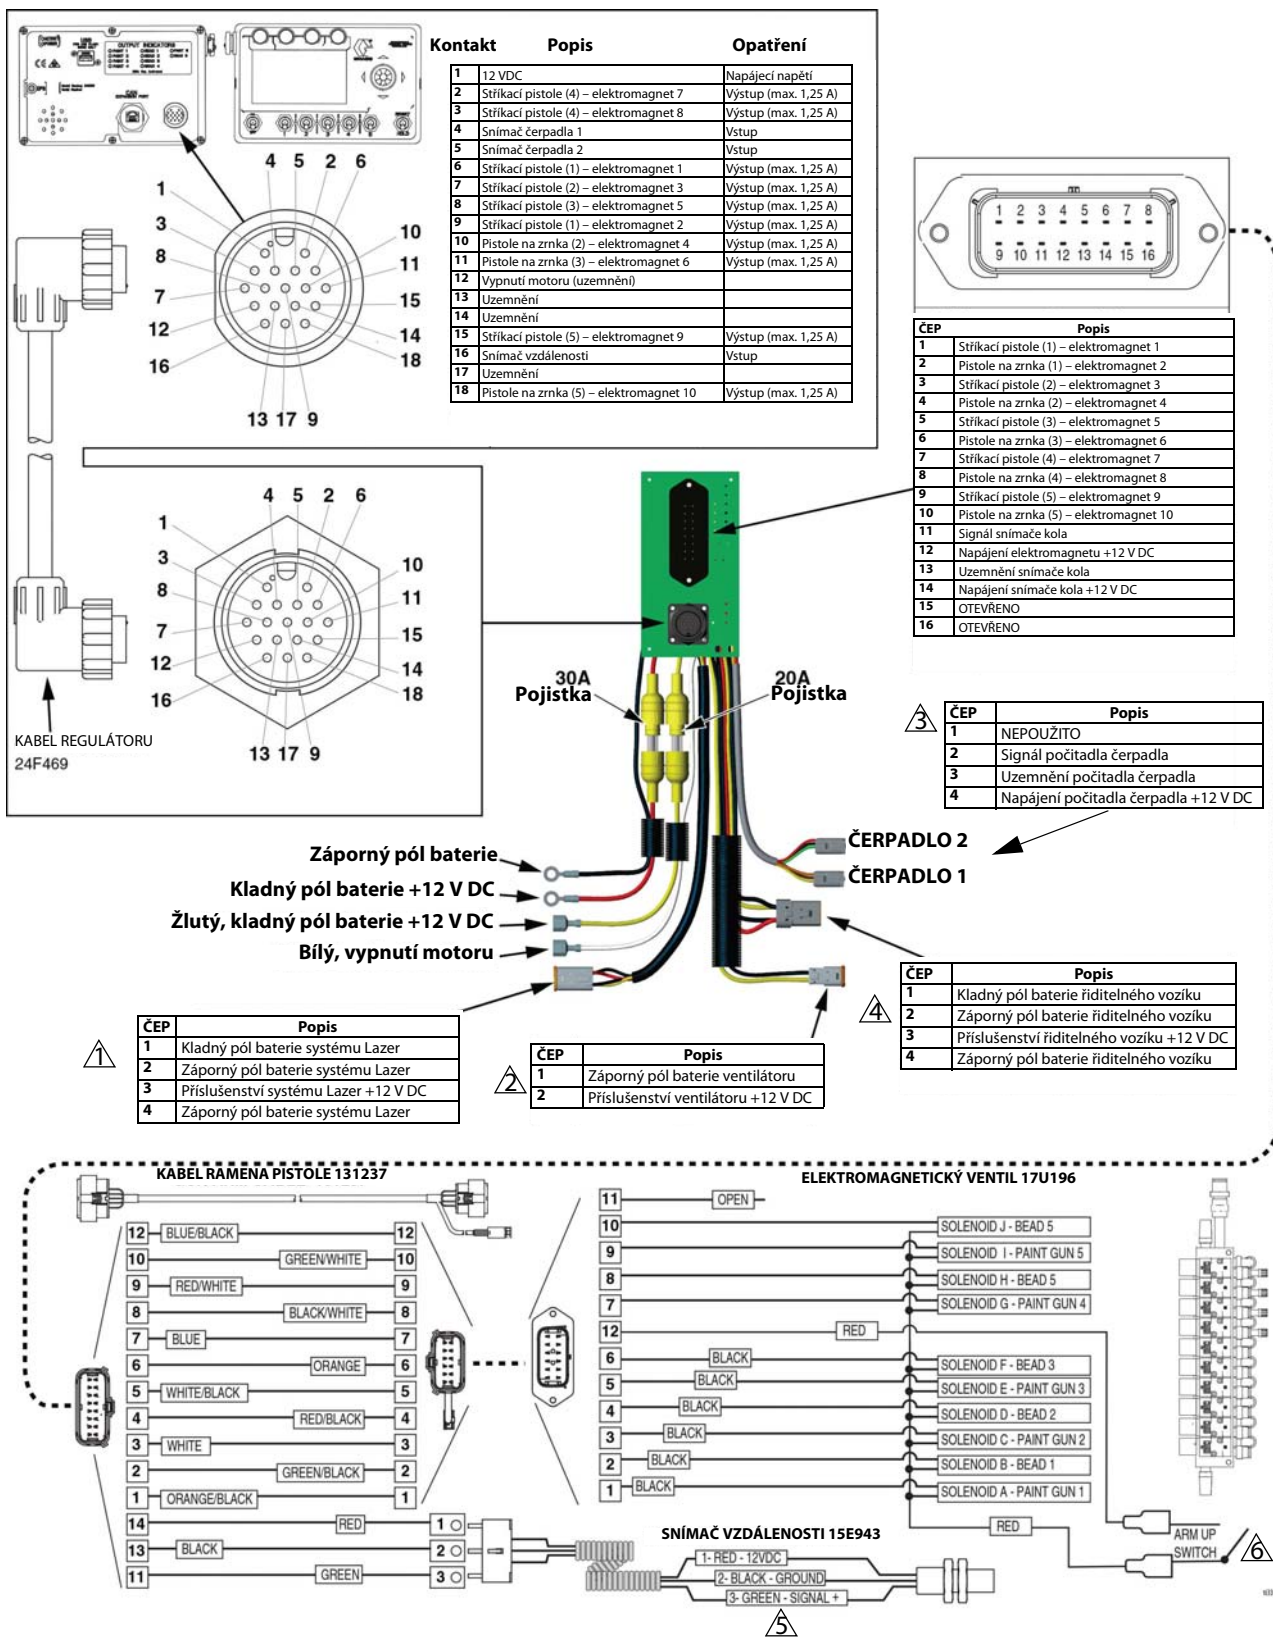 OUTPUT INDICATORS
Kontakt Popis Opatření
1 12 VDC Napájecí napětí
2 Stříkací pistole (4) – elektromagnet 7 Výstup (max. 1,25 A)
3 Stříkací pistole (4) – elektromagnet 8 Výstup (max. 1,25 A)
4 Snímač čerpadla 1 Vstup
5 Snímač čerpadla 2 Vstup
6 Stříkací pistole (1) – elektromagnet 1 Výstup (max. 1,25 A)
7 Stříkací pistole (2) – elektromagnet 3 Výstup (max. 1,25 A)
8 Stříkací pistole (3) – elektromagnet 5 Výstup (max. 1,25 A)
9 Stříkací pistole (1) – elektromagnet 2 Výstup (max. 1,25 A)
10 Pistole na zrnka (2) – elektromagnet 4 Výstup (max. 1,25 A)
11 Pistole na zrnka (3) – elektromagnet 6 Výstup (max. 1,25 A)
12 Vypnutí motoru (uzemnění)
13 Uzemnění
14 Uzemnění
15 Stříkací pistole (5) – elektromagnet 9 Výstup (max. 1,25 A)
16 Snímač vzdálenosti Vstup
17 Uzemnění
18 Pistole na zrnka (5) – elektromagnet 10 Výstup (max. 1,25 A)
4 5 2 6
1
3
8
7
12
16
10
11
15
14
18
13 17 9
1 2 3 4 5 6 7 8
9 10 11 12 13 14 15 16
ČEP Popis
1 Stříkací pistole (1) – elektromagnet 1
2 Pistole na zrnka (1) – elektromagnet 2
3 Stříkací pistole (2) – elektromagnet 3
4 Pistole na zrnka (2) – elektromagnet 4
5 Stříkací pistole (3) – elektromagnet 5
6 Pistole na zrnka (3) – elektromagnet 6
7 Stříkací pistole (4) – elektromagnet 7
8 Pistole na zrnka (4) – elektromagnet 8
9 Stříkací pistole (5) – elektromagnet 9
10 Pistole na zrnka (5) – elektromagnet 10
11 Signál snímače kola
12 Napájení elektromagnetu +12 V DC
13 Uzemnění snímače kola
14 Napájení snímače kola +12 V DC
15 OTEVŘENO
16 OTEVŘENO
4 5 2 6
1
3
8
7
12
16
10
11
15
14
18
13 17 9
KABEL REGULÁTORU
24F469
30A
Pojistka
20A
Pojistka
3
ČEP Popis
1 NEPOUŽITO
2 Signál počitadla čerpadla
3 Uzemnění počitadla čerpadla
4 Napájení počitadla čerpadla +12 V DC
ČERPADLO 2
ČERPADLO 1
Záporný pól baterie
Kladný pól baterie +12 V DC
Žlutý, kladný pól baterie +12 V DC
Bílý, vypnutí motoru
4
ČEP Popis
1 Kladný pól baterie řiditelného vozíku
2 Záporný pól baterie řiditelného vozíku
3 Příslušenství řiditelného vozíku +12 V DC
4 Záporný pól baterie řiditelného vozíku
1
ČEP Popis
1 Kladný pól baterie systému Lazer
2 Záporný pól baterie systému Lazer
3 Příslušenství systému Lazer +12 V DC
4 Záporný pól baterie systému Lazer
2
ČEP Popis
1 Záporný pól baterie ventilátoru
2 Příslušenství ventilátoru +12 V DC
KABEL RAMENA PISTOLE 131237
12 BLUE/BLACK 12
10 GREEN/WHITE 10
9 RED/WHITE 9
8 BLACK/WHITE 8
7 BLUE 7
6 ORANGE 6
5 WHITE/BLACK 5
4 RED/BLACK 4
3 WHITE 3
2 GREEN/BLACK 2
1 ORANGE/BLACK 1
14 RED 1
13 BLACK 2
11 GREEN 3
ELEKTROMAGNETICKÝ VENTIL 17U196
11 OPEN
10 SOLENOID J - BEAD 5
9 SOLENOID I - PAINT GUN 5
8 SOLENOID H - BEAD 5
7 SOLENOID G - PAINT GUN 4
12 RED
6 BLACK SOLENOID F - BEAD 3
5 BLACK SOLENOID E - PAINT GUN 3
4 BLACK SOLENOID D - BEAD 2
3 BLACK SOLENOID C - PAINT GUN 2
2 BLACK SOLENOID B - BEAD 1
1 BLACK SOLENOID A - PAINT GUN 1
RED
ARM UP
SWITCH
6
SNÍMAČ VZDÁLENOSTI 15E943
1- RED - 12VDC
2- BLACK - GROUND
3- GREEN - SIGNAL +
5